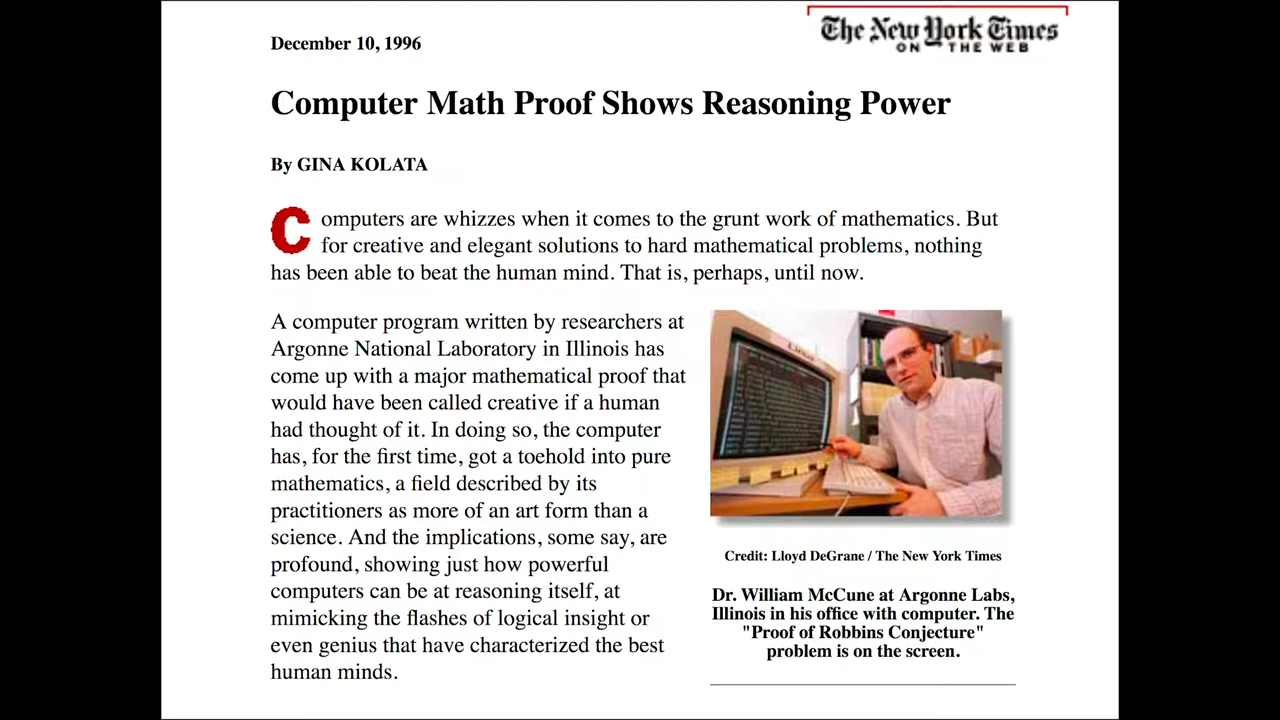 The New York Times
ON THE WEB
December 10, 1996
Computer Math Proof Shows Reasoning Power
By GINA KOLATA
Computers are whizzes when it comes to the grunt work of mathematics. But
for creative and elegant solutions to hard mathematical problems, nothing
has been able to beat the human mind. That is, perhaps, until now.
A computer program written by researchers at
Argonne National Laboratory in Illinois has
come up with a major mathematical proof that
would have been called creative if a human
had thought of it. In doing so, the computer
has, for the first time, got a toehold into pure
mathematics, a field described by its
practitioners as more of an art form than a
science. And the implications, some say, are
profound, showing just how powerful
computers can be at reasoning itself, at
mimicking the flashes of logical insight or
even genius that have characterized the best
human minds.
Credit: Lloyd DeGrane / The New York Times
Dr. William McCune at Argonne Labs,
Illinois in his office with computer. The
"Proof of Robbins Conjecture"
problem is on the screen.